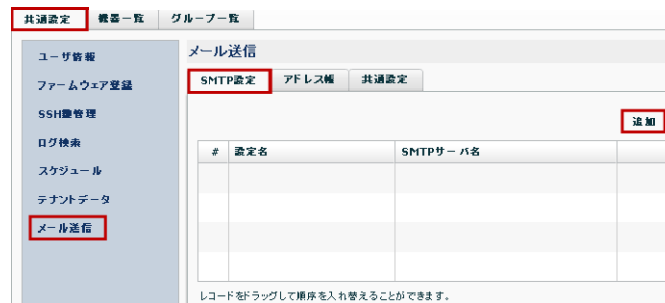 共通設定 機器一覧 グループ一覧
ユーザ情報
ファームウェア登録
SSH鍵管理
ログ検索
スケジュール
テナントデータ
メール送信
メール送信
SMTP設定 アドレス帳 共通設定
追加
# 設定名 SMTPサーバ名
レコードをドラッグして順序を入れ替えることができます。